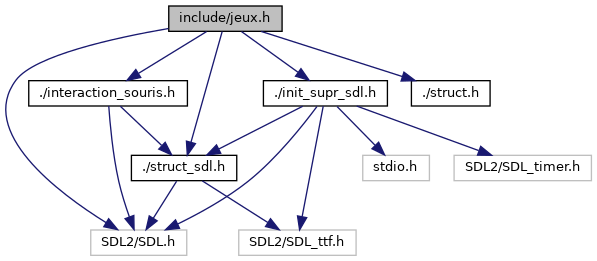 include/jeux.h
./interaction_souris.h
./init_supr_sdl.h
./struct.h
./struct_sdl.h
stdio.h
SDL2/SDL_timer.h
SDL2/SDL.h
SDL2/SDL_ttf.h